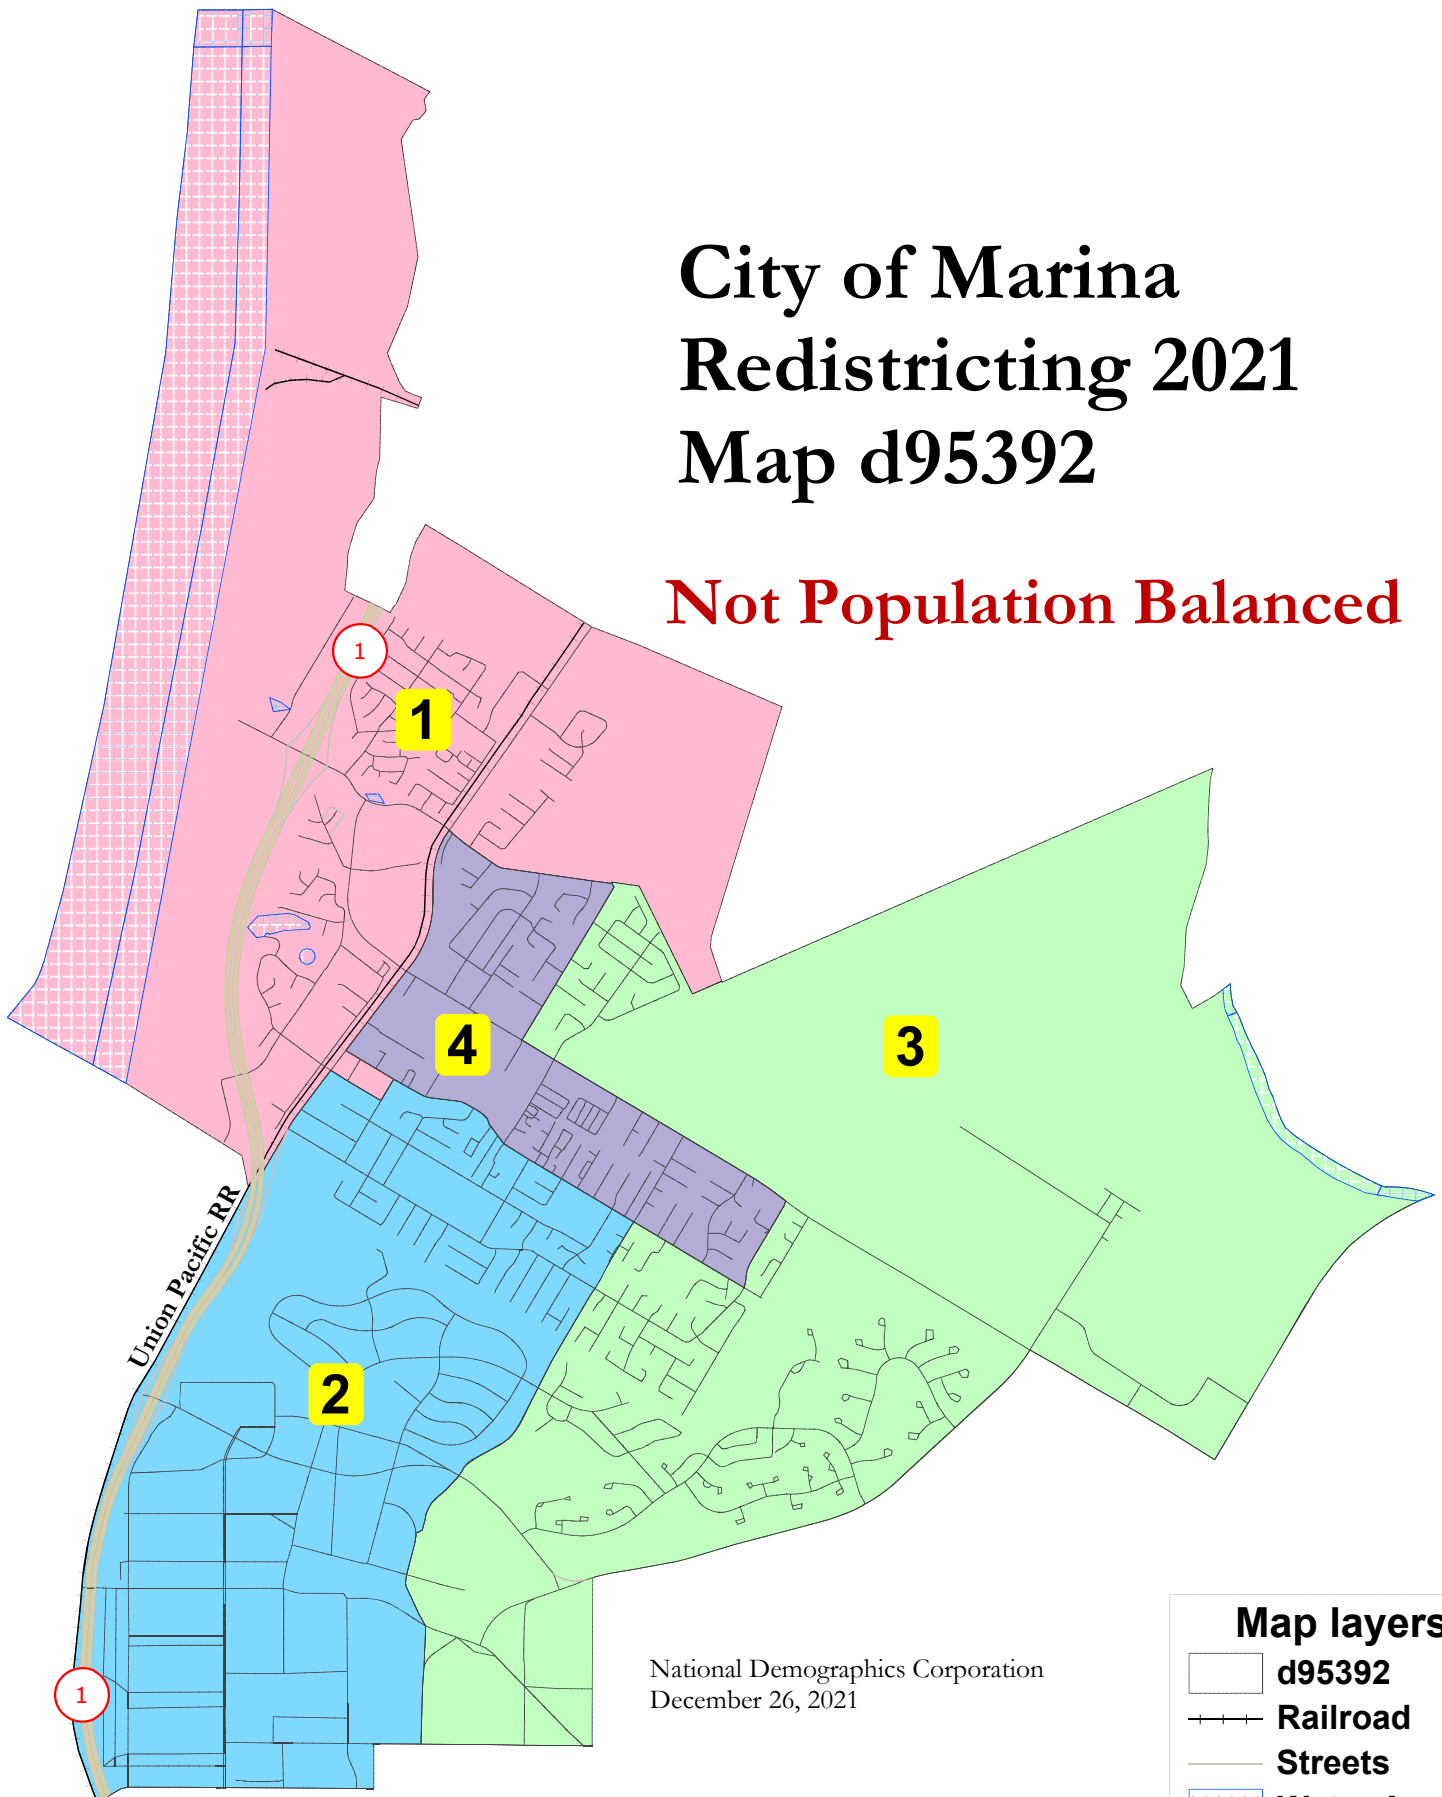 City of Marina
Redistricting 2021
Map d95392
Not Population Balanced
1
1
4
3
Union Pacific RR
2
1
National Demographics Corporation
December 26, 2021
Map layers
d95392
Railroad
Streets